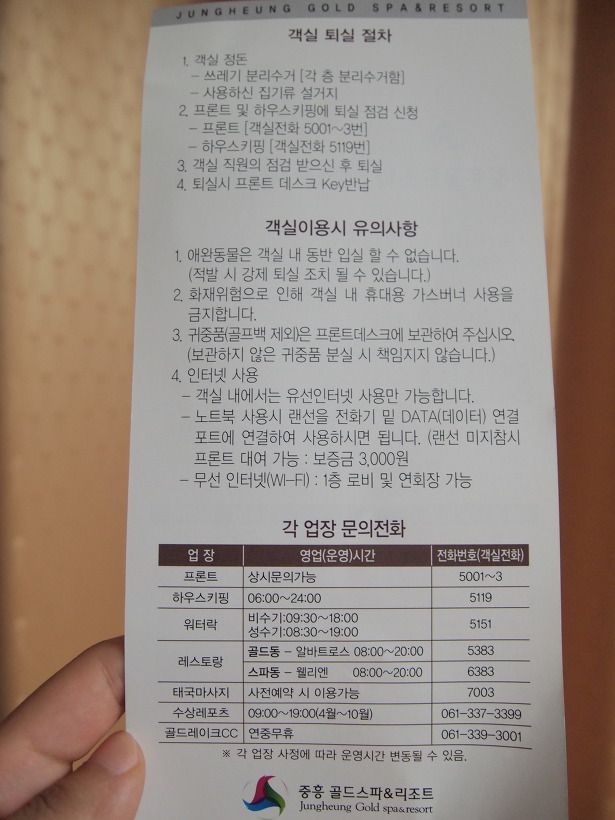 JUNGHEUNG GOLD SPA&RESORT
객실 퇴실 절차
1. 객실 정돈
- 쓰레기 분리수거 [각 층 분리수거함]
- 사용하신 집기류 설거지
2. 프론트 및 하우스키핑에 퇴실 점검 신청
- 프론트 [객실전화 5001~3번]
- 하우스키핑 [객실전화 5119번]
3. 객실 직원의 점검 받으신 후 퇴실
4. 퇴실시 프론트 데스크 Key반납
객실이용시 유의사항
1. 애완동물은 객실 내 동반 입실 할 수 없습니다.
(적발 시 강제 퇴실 조치 될 수 있습니다.)
2. 화재위험으로 인해 객실 내 휴대용 가스버너 사용을
금지합니다.
3. 귀중품(골프백 제외)은 프론트데스크에 보관하여 주십시오.
(보관하지 않은 귀중품 분실 시 책임지지 않습니다.)
4. 인터넷 사용
- 객실 내에서는 유선인터넷 사용만 가능합니다.
- 노트북 사용시 랜선을 전화기 밑 DATA(데이터) 연결
포트에 연결하여 사용하시면 됩니다. (랜선 미지참시
프론트 대여 가능 : 보증금 3,000원
- 무선 인터넷(WI-FI) : 1층 로비 및 연회장 가능
각 업장 문의전화
업 장 영업(운영)시간 전화번호(객실전화)
프론트 상시문의가능 5001~3
하우스키핑 06:00~24:00 5119
워터락 비수기:09:30~18:00 5151
성수기:08:30~19:00
레스토랑 골드동 - 알바트로스 08:00~20:00 5383
스파동 - 웰리엔 08:00~20:00 6383
태국마사지 사전예약 시 이용가능 7003
수상레포츠 09:00~19:00(4월~10월) 061-337-3399
골드레이크CC 연중무휴 061-339-3001
※ 각 업장 사정에 따라 운영시간 변동될 수 있음.
중흥 골드스파&리조트
Jungheung Gold spa&resort